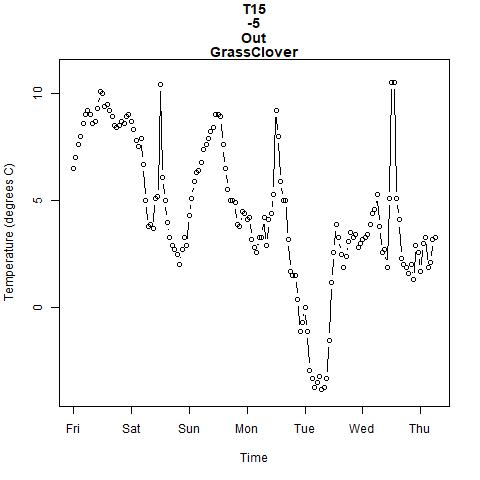 T15
-5
Out
GrassClover
Temperature (degrees C)
10
5
0
Fri Sat Sun Mon Tue Wed Thu
Time